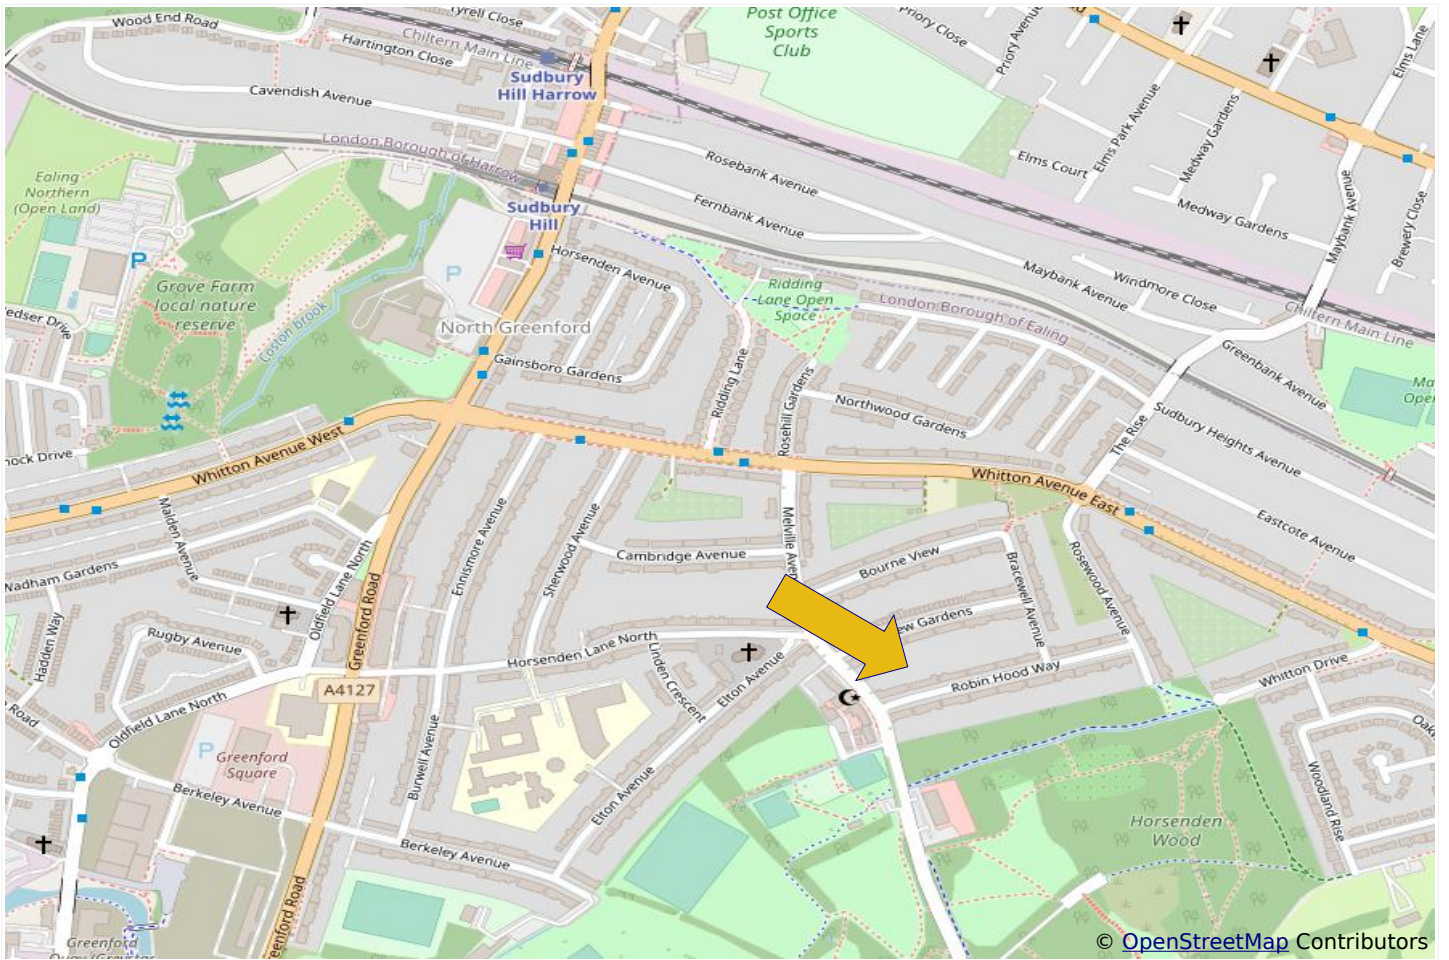 Wood End Road
Tyrell Close
Hartington Close
Chiltern Main Line
Sudbury
Hill Harrow
Cavendish Avenue
London Borough of Harrow
Post Office
Sports
Club
Priory Close
Priory Avenue
Elms Lane
Elms Park Avenue
Medway Gardens
Elms Court
Medway Gardens
Maybank Avenue
Brewery Close
Rosebank Avenue
Fernbank Avenue
Maybank Avenue
Windmore Close
Chiltern Main Line
Greenbank Avenue
Ealing
Northern
(Open Land)
P
Sudbury
Hill
P
Horsenden Avenue
Grove Farm
local nature
reserve
Coston brook
North Greenford
Gainsboro Gardens
Ridding
Lane Open
Space
London Borough of Ealing
Ridding Lane
Rosehill Gardens
Northwood Gardens
The Rise
Sudbury Heights Avenue
Eastcote Avenue
Whitton Avenue West
Whitton Avenue East
Malden Avenue
Wadham Gardens
Hadden Way
Rugby Avenue
Oldfield Lane North
Greenford Road
Ennismore Avenue
Sherwood Avenue
Cambridge Avenue
Bourne View
Bracewell Avenue
Rosewood Avenue
Horsenden Lane North
Linden Crescent
Elton Avenue
Robin Hood Way
Whitton Drive
A4127
Oldfield Lane North
P
Greenford
Square
Berkeley Avenue
Burwell Avenue
Elton Avenue
Berkeley Avenue
Horsenden
Wood
Woodland Rise
Greenford
© OpenStreetMap Contributors